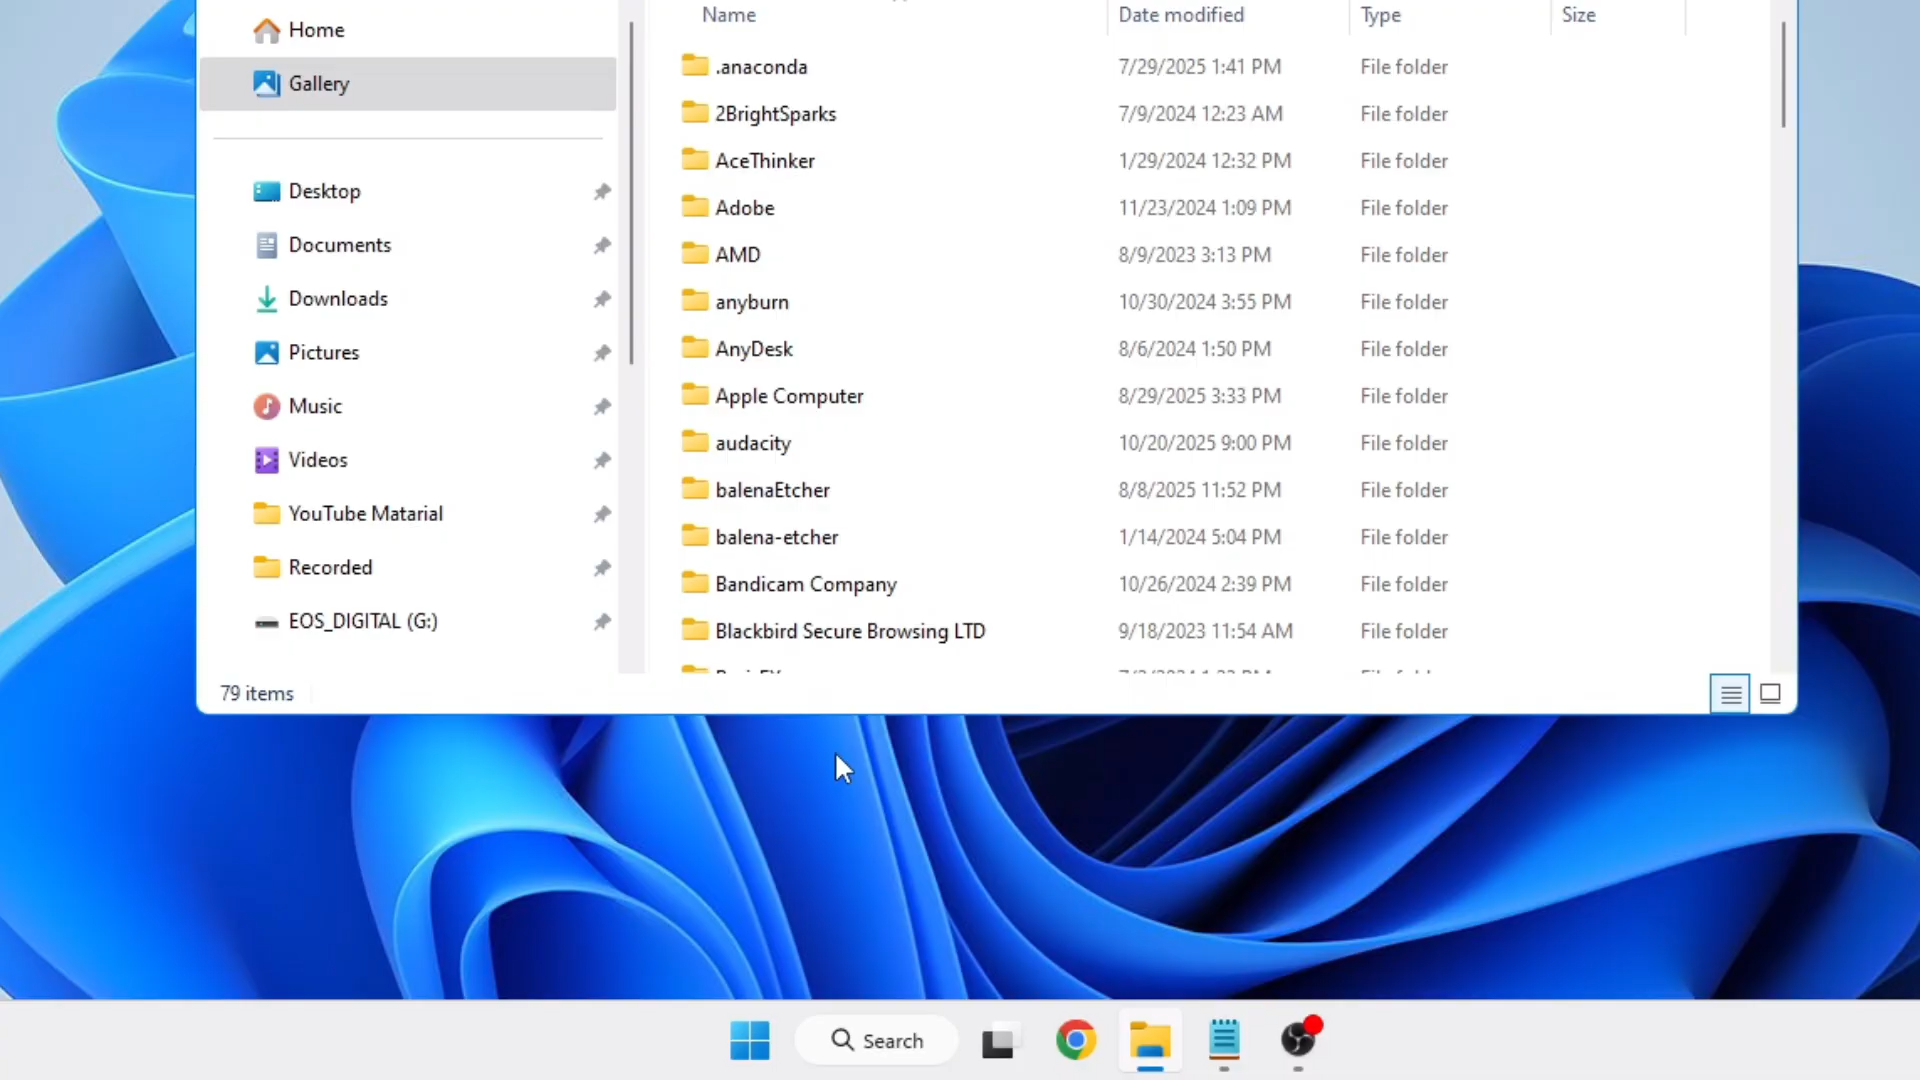 Name Date modified Type Size
Home
Gallery
Desktop
Documents
Downloads
Pictures
Music
Videos
YouTube Matarial
Recorded
EOS_DIGITAL (G:)
.anaconda 7/29/2025 1:41 PM File folder
2BrightSparks 7/9/2024 12:23 AM File folder
AceThinker 1/29/2024 12:32 PM File folder
Adobe 11/23/2024 1:09 PM File folder
AMD 8/9/2023 3:13 PM File folder
anyburn 10/30/2024 3:55 PM File folder
AnyDesk 8/6/2024 1:50 PM File folder
Apple Computer 8/29/2025 3:33 PM File folder
audacity 10/20/2025 9:00 PM File folder
balenaEtcher 8/8/2025 11:52 PM File folder
balena-etcher 1/14/2024 5:04 PM File folder
Bandicam Company 10/26/2024 2:39 PM File folder
Blackbird Secure Browsing LTD 9/18/2023 11:54 AM File folder
79 items
Search